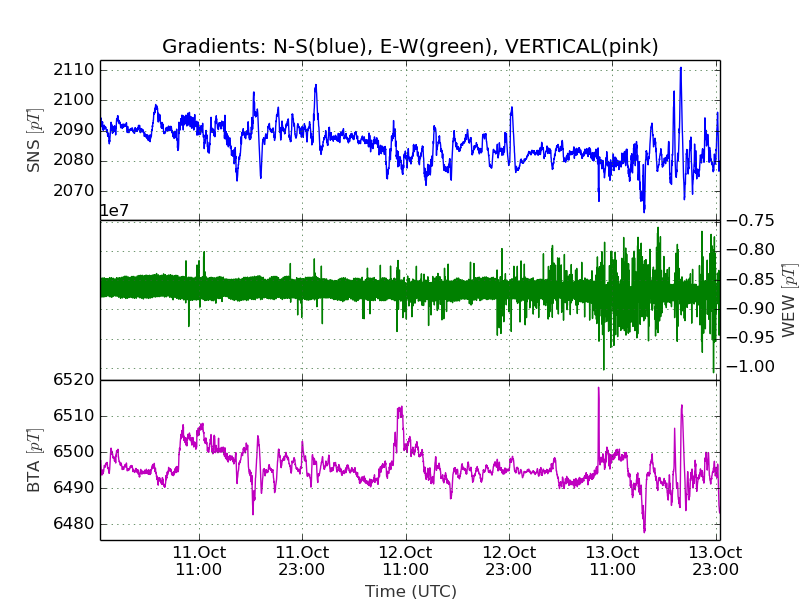 Gradients: N-S(blue), E-W(green), VERTICAL(pink)
2110
2100
2090
2080
2070
SNS [pT]
1e7
−0.75
−0.80
−0.85
−0.90
−0.95
−1.00
WEW [pT]
6520
6510
6500
6490
6480
BTA [pT]
11.Oct 11.Oct 12.Oct 12.Oct 13.Oct 13.Oct
11:00 23:00 11:00 23:00 11:00 23:00
Time (UTC)